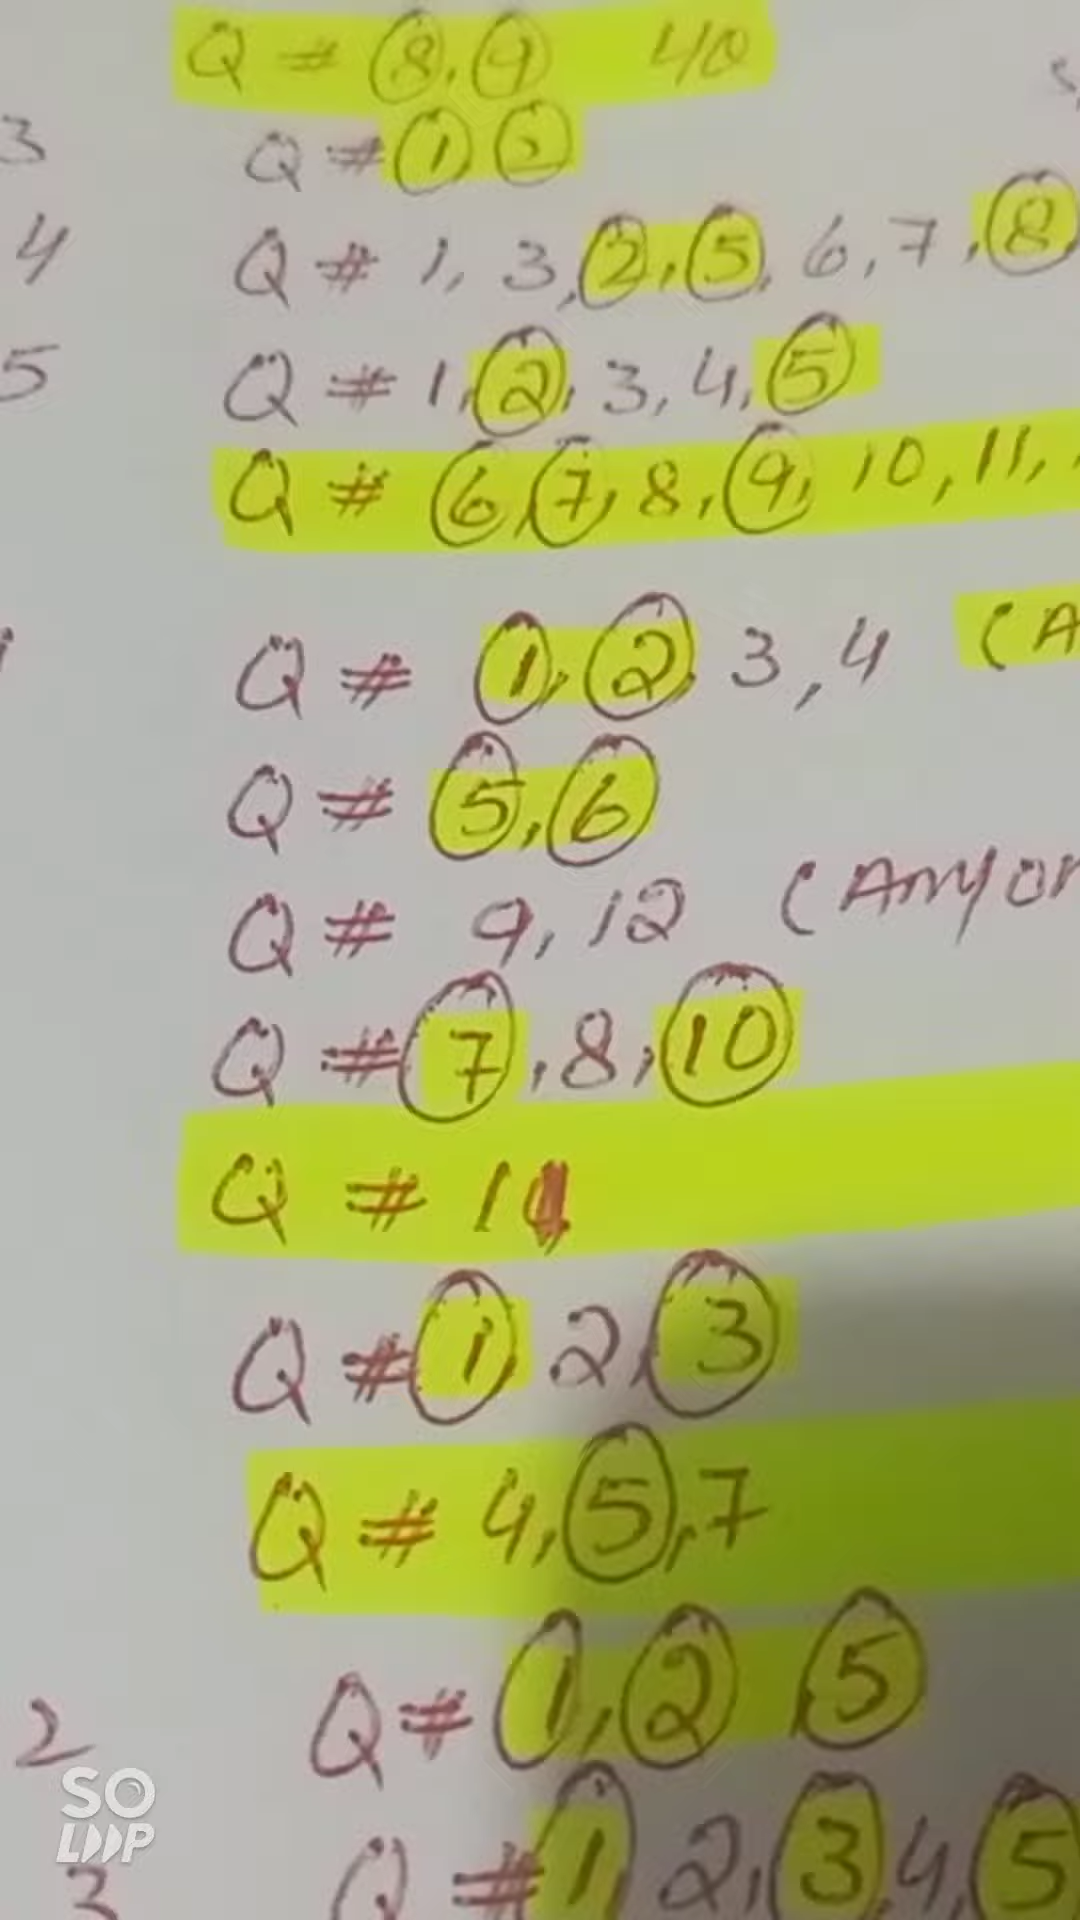 Q # 8, 9 40
3 Q # 1, 2
4 Q # 1, 3, 2, 5, 6, 7, 8
5 Q # 1, 2, 3, 4, 5
Q # 6, 7, 8, 9, 10, 11,
Q # 1, 2, 3, 4 (A
Q # 5, 6
Q # 9, 12 (Anyon
Q # 7, 8, 10
Q # 11
Q # 1, 2, 3
Q # 4, 5, 7
2 Q # 1, 2 5
3 Q # 1, 2, 3, 4, 5
SO
LOOP